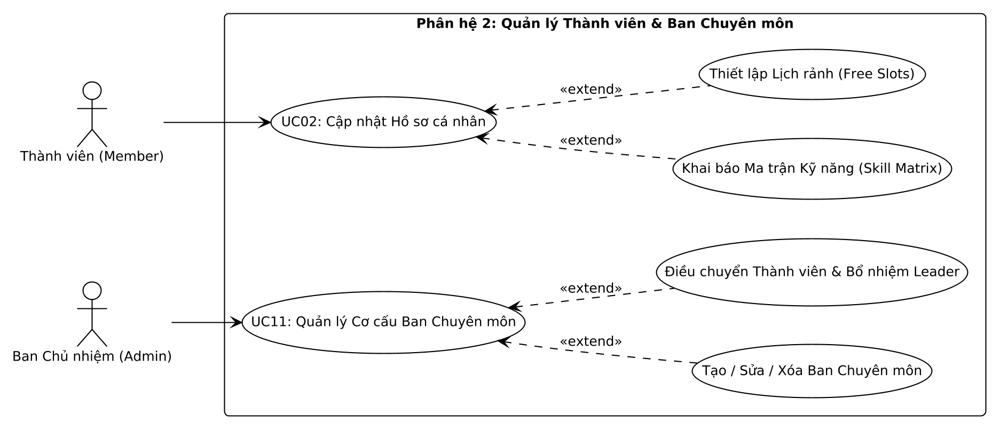 Phân hệ 2: Quản lý Thành viên & Ban Chuyên môn
Thiết lập Lịch rảnh (Free Slots)
«extend»
UC02: Cập nhật Hồ sơ cá nhân
«extend»
Thành viên (Member)
Khai báo Ma trận Kỹ năng (Skill Matrix)
Điều chuyển Thành viên & Bổ nhiệm Leader
«extend»
UC11: Quản lý Cơ cấu Ban Chuyên môn
«extend»
Ban Chủ nhiệm (Admin)
Tạo / Sửa / Xóa Ban Chuyên môn